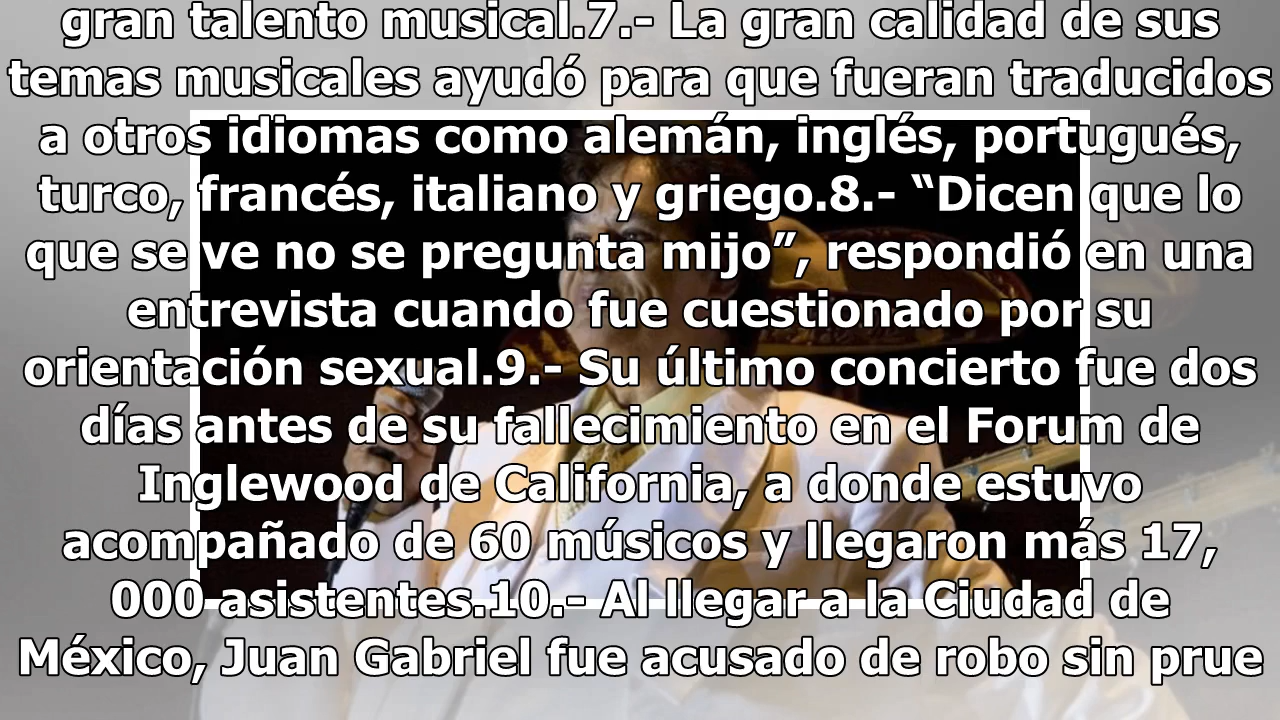 gran talento musical.7.- La gran calidad de sus
temas musicales ayudó para que fueran traducidos
a otros idiomas como alemán, inglés, portugués,
turco, francés, italiano y griego.8.- “Dicen que lo
que se ve no se pregunta mijo”, respondió en una
entrevista cuando fue cuestionado por su
orientación sexual.9.- Su último concierto fue dos
días antes de su fallecimiento en el Forum de
Inglewood de California, a donde estuvo
acompañado de 60 músicos y llegaron más 17,
000 asistentes.10.- Al llegar a la Ciudad de
México, Juan Gabriel fue acusado de robo sin prue